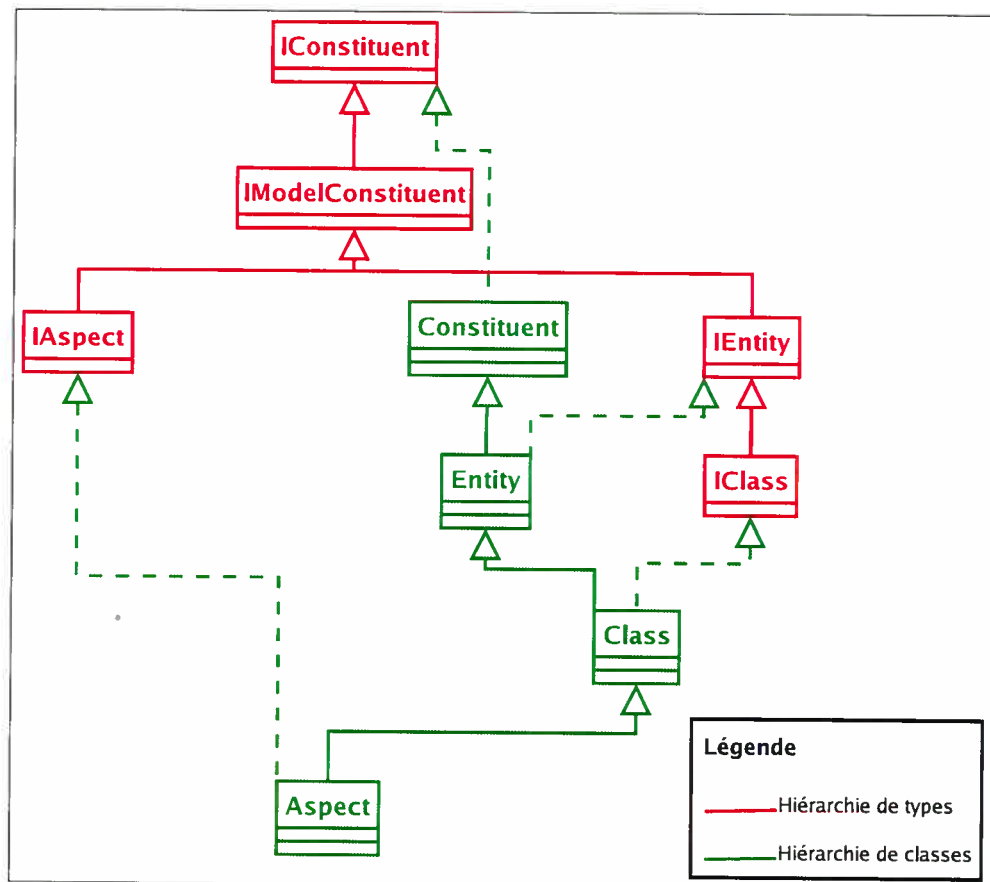 IConstituent
IModelConstituent
IAspect
Constituent
IEntity
Entity
IClass
Class
Aspect
Légende
Hiérarchie de types
Hiérarchie de classes